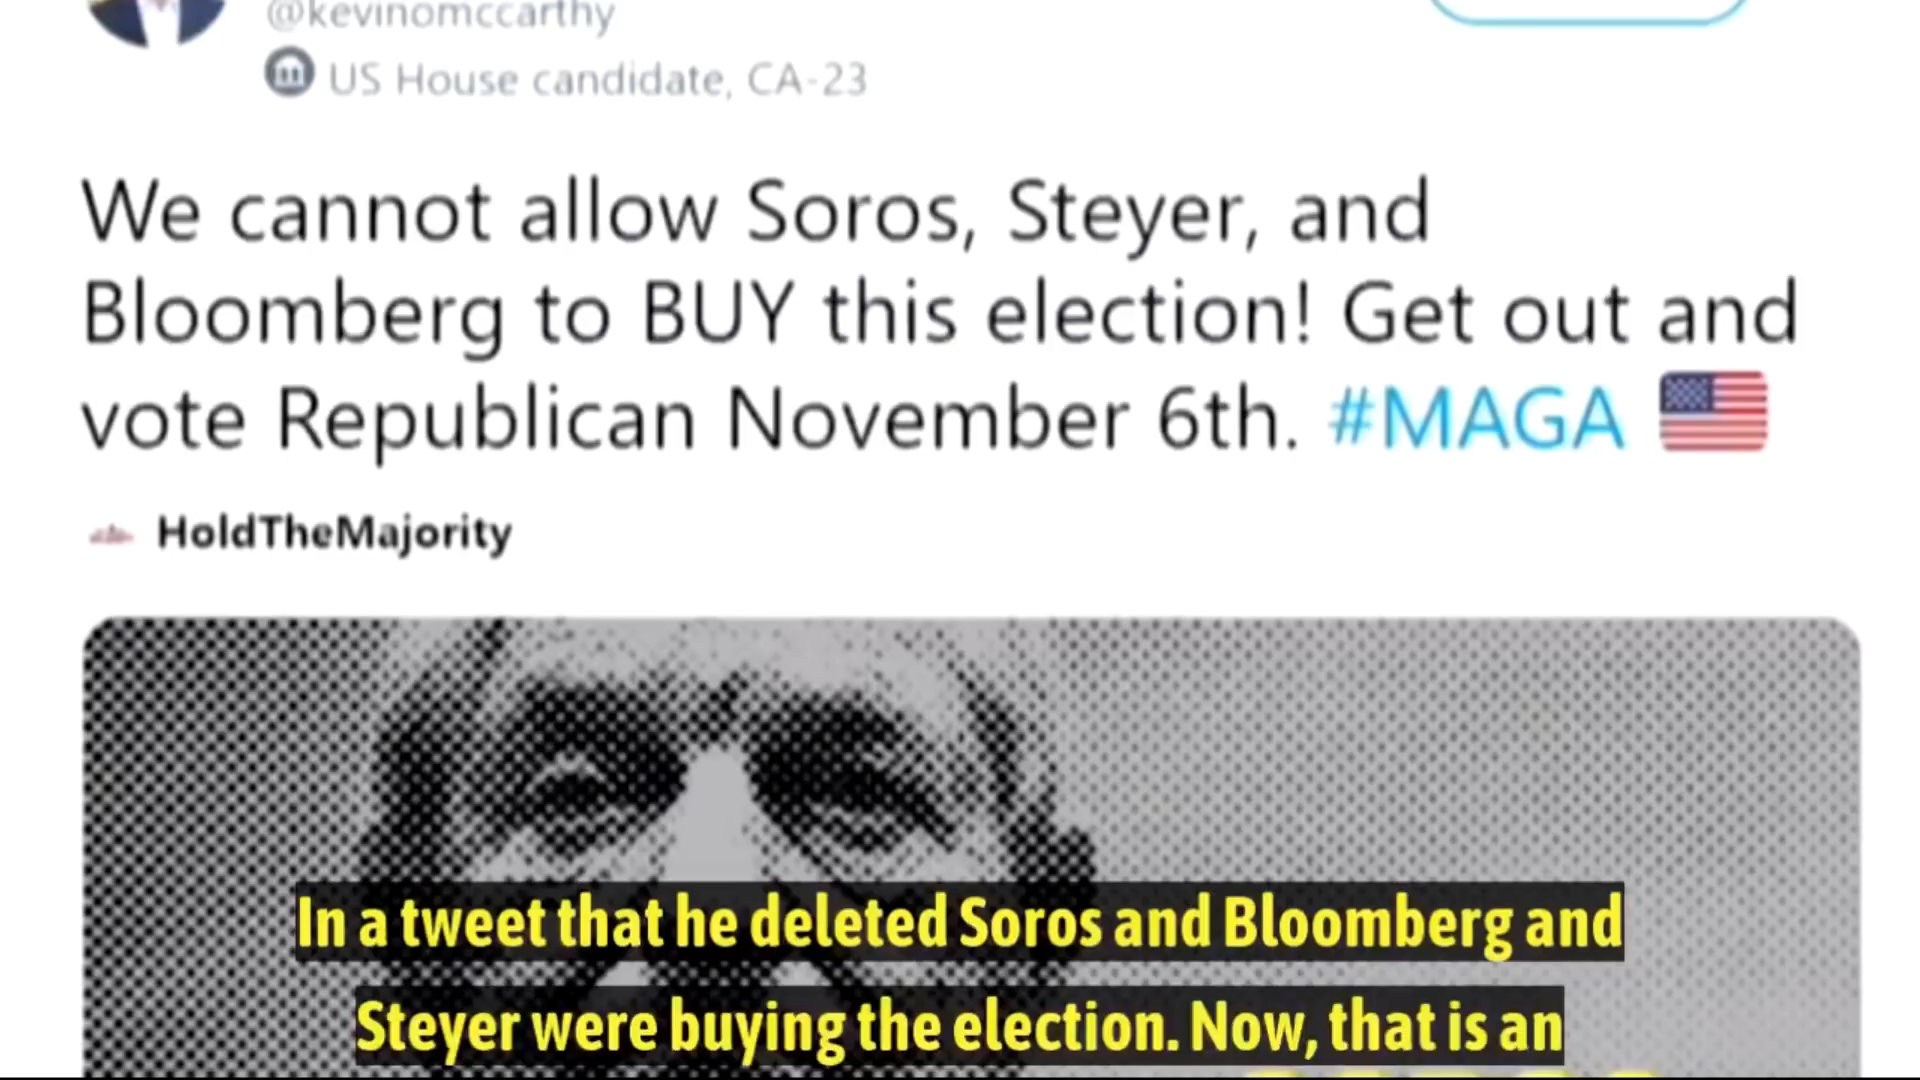 @kevinomccarthy
US House candidate, CA-23
We cannot allow Soros, Steyer, and
Bloomberg to BUY this election! Get out and
vote Republican November 6th. #MAGA
HoldTheMajority
In a tweet that he deleted Soros and Bloomberg and
Steyer were buying the election. Now, that is an